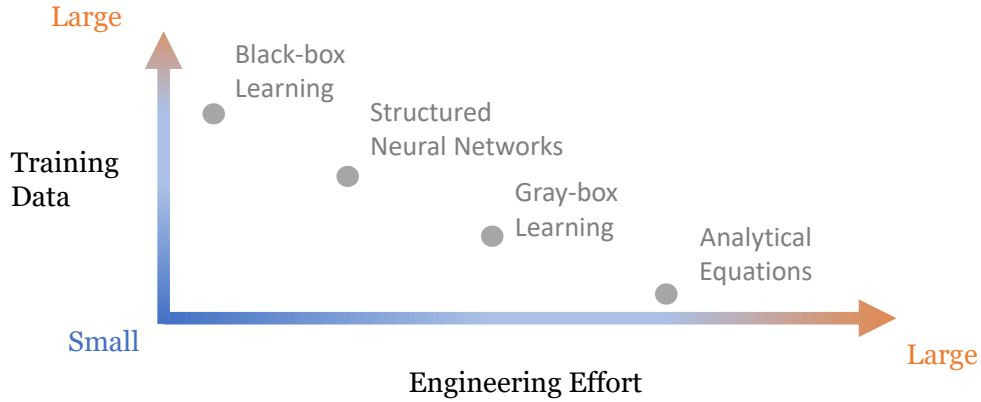 Large
Black-box
Learning
Structured
Neural Networks
Training
Data
Gray-box
Learning
Analytical
Equations
Small
Large
Engineering Effort